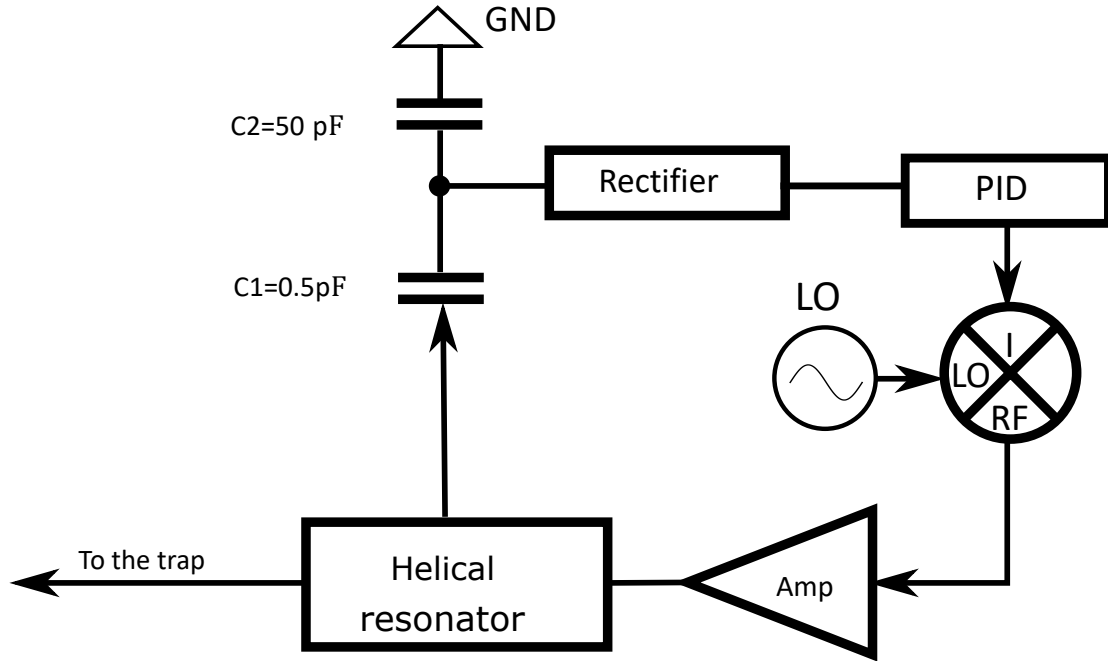 GND
C2=50 pF
Rectifier
PID
C1=0.5pF
LO
I
LO
RF
To the trap
Helical
resonator
Amp